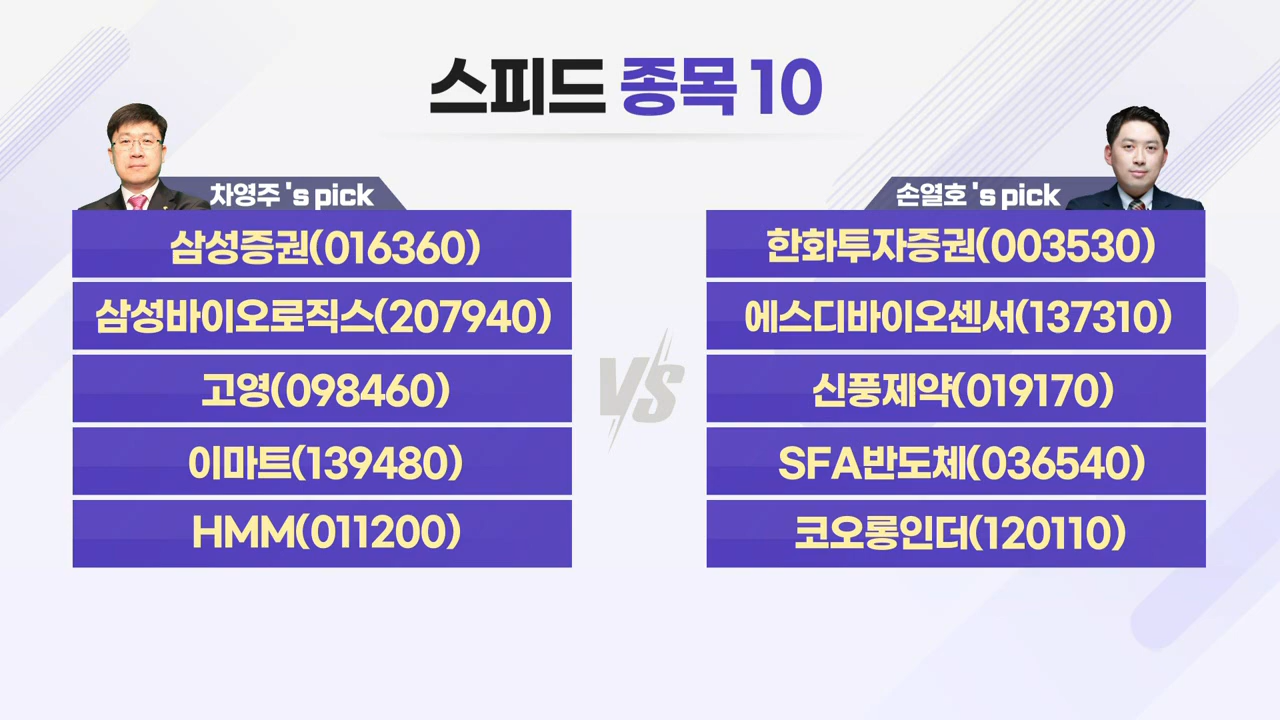 스피드 종목 10
차영주 's pick
삼성증권(016360)
삼성바이오로직스(207940)
고영(098460)
이마트(139480)
HMM(011200)
VS
손열호 's pick
한화투자증권(003530)
에스디바이오센서(137310)
신풍제약(019170)
SFA반도체(036540)
코오롱인더(120110)